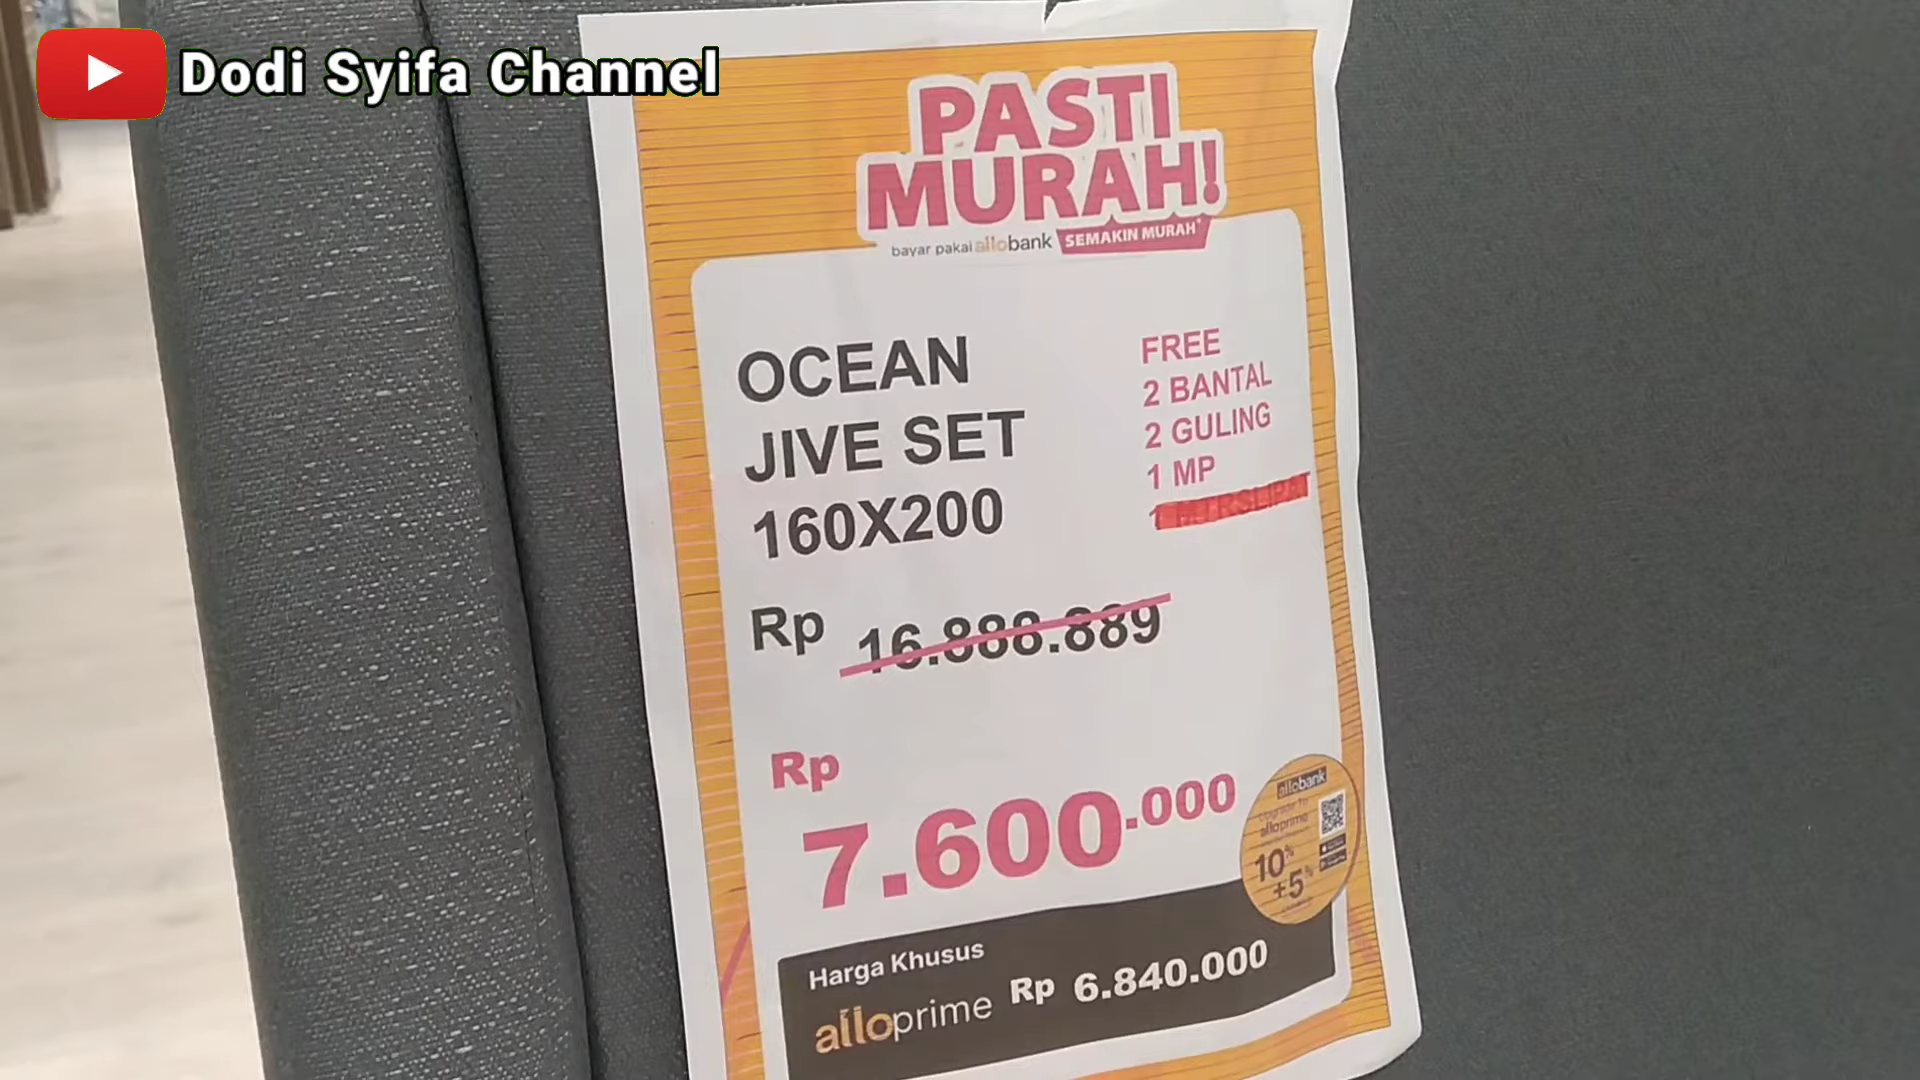 Dodi Syifa Channel
PASTI
MURAH!
bayar pakai allobank SEMAKIN MURAH*
OCEAN
JIVE SET
160X200
FREE
2 BANTAL
2 GULING
1 MP
Rp 16.888.889
Rp
7.600.000
allobank
alloprime
10%
+5%
Harga Khusus
alloprime Rp 6.840.000